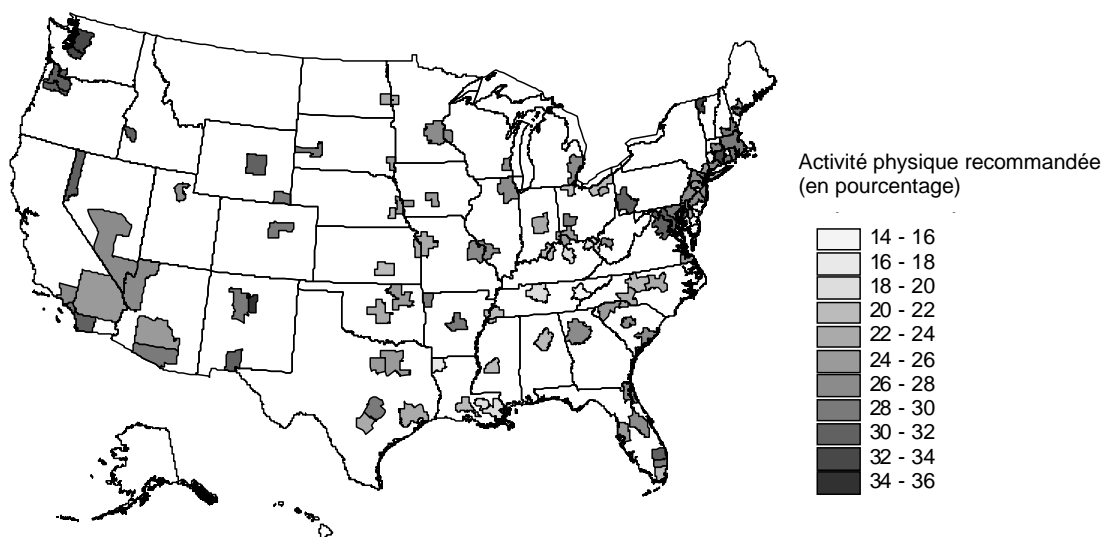 Activité physique recommandée
(en pourcentage)
14 - 16
16 - 18
18 - 20
20 - 22
22 - 24
24 - 26
26 - 28
28 - 30
30 - 32
32 - 34
34 - 36